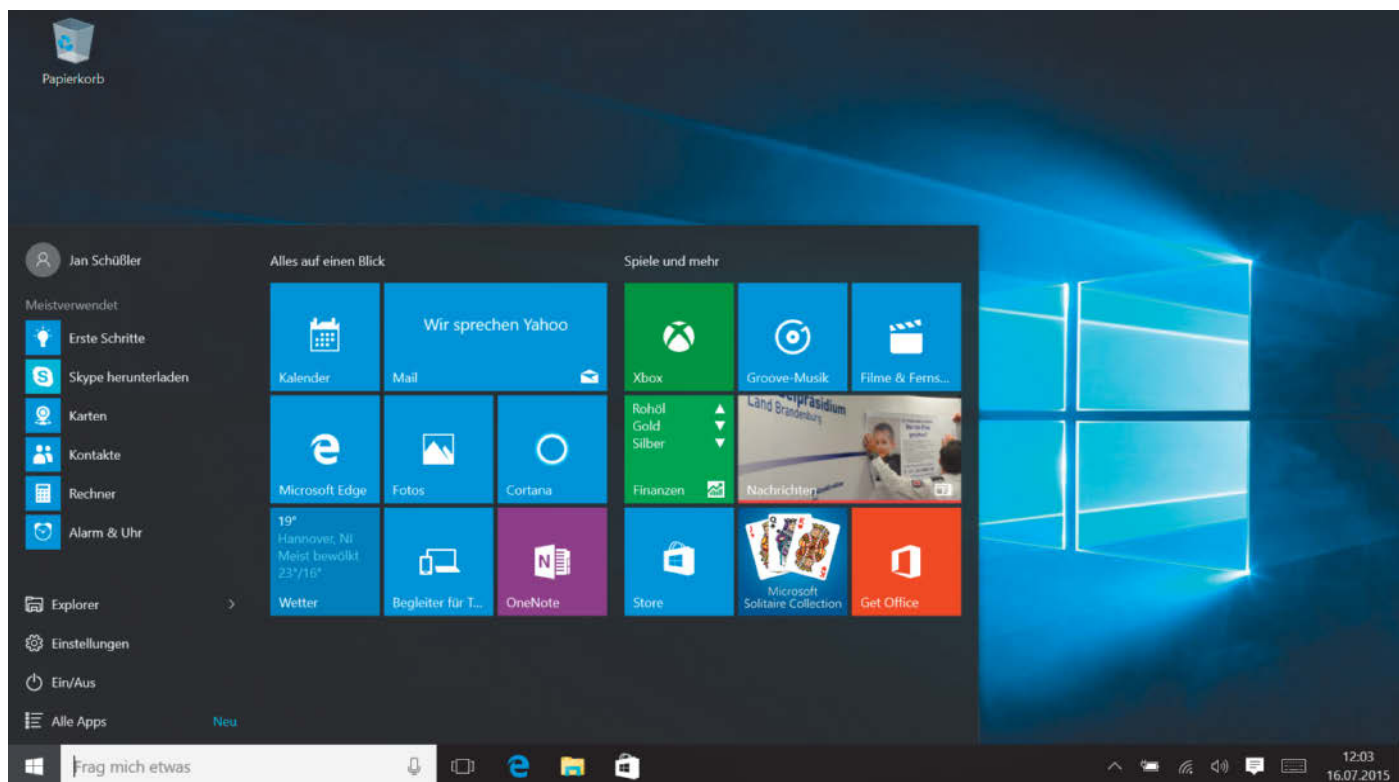 Papierkorb
Jan Schüßler
Meistverwendet
Erste Schritte
Skype herunterladen
Karten
Kontakte
Rechner
Alarm & Uhr
Explorer
Einstellungen
Ein/Aus
Alle Apps Neu
Alles auf einen Blick
Kalender
Wir sprechen Yahoo
Mail
Microsoft Edge
Fotos
Cortana
19°
Hannover, NI
Meist bewölkt
23°/16°
Wetter
Begleiter für T...
OneNote
Spiele und mehr
Xbox
Groove-Musik
Filme & Ferns...
Rohöl
Gold
Silber
Finanzen
Land Brandenburg
Nachrichten
Store
Microsoft
Solitaire Collection
Get Office
Frag mich etwas
12:03
16.07.2015